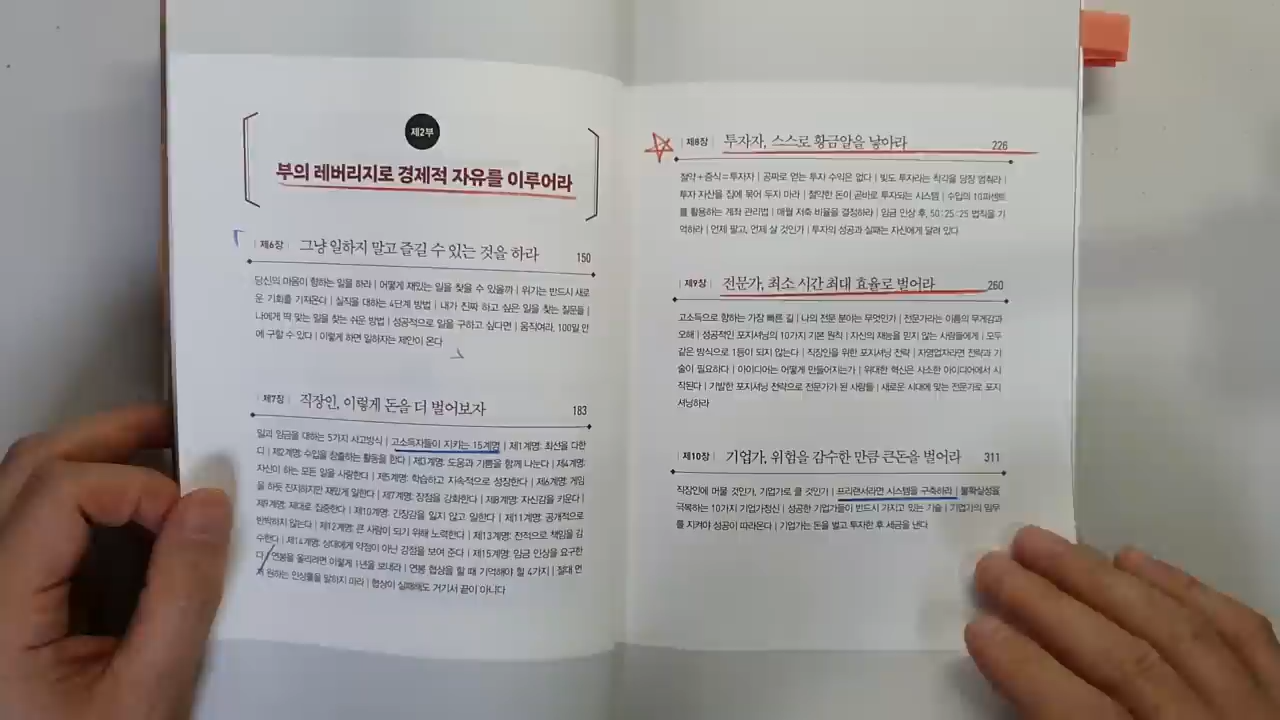 제2부
부의 레버리지로 경제적 자유를 이루어라
제6장 그냥 일하지 말고 즐길 수 있는 것을 하라 150
당신의 마음이 향하는 일을 하라 | 어떻게 재밌는 일을 찾을 수 있을까 | 위기는 반드시 새로
운 기회를 가져온다 | 실직을 대하는 4단계 방법 | 내가 진짜 하고 싶은 일을 찾는 질문들 |
나에게 딱 맞는 일을 찾는 쉬운 방법 | 성공적으로 일을 구하고 싶다면 | 움직여라, 100일 안
에 구할 수 있다 | 이렇게 하면 일하자는 제안이 온다
제7장 직장인, 이렇게 돈을 더 벌어보자 183
일과 임금을 대하는 5가지 사고방식 | 고소득자들이 지키는 15계명 | 제1계명: 최선을 다한
다 | 제2계명: 수입을 창출하는 활동을 한다 | 제3계명: 도움과 기쁨을 함께 나눈다 | 제4계명:
자신이 하는 모든 일을 사랑한다 | 제5계명: 학습하고 지속적으로 성장한다 | 제6계명: 게임
을 하듯 진지하지만 재밌게 일한다 | 제7계명: 장점을 강화한다 | 제8계명: 자신감을 키운다 |
제9계명: 제대로 집중한다 | 제10계명: 긴장감을 잃지 않고 일한다 | 제11계명: 공개적으로
반박하지 않는다 | 제12계명: 큰 사람이 되기 위해 노력한다 | 제13계명: 전적으로 책임을 감
수한다 | 제14계명: 상대에게 약점이 아닌 강점을 보여 준다 | 제15계명: 임금 인상을 요구한
다 | 연봉을 올리려면 이렇게 1년을 보내라 | 연봉 협상을 할 때 기억해야 할 4가지 | 절대 먼
저 원하는 인상률을 말하지 마라 | 협상이 실패해도 거기서 끝이 아니다
제8장 투자자, 스스로 황금알을 낳아라 226
절약+증식=투자자 | 공짜로 얻는 투자 수익은 없다 | 빚도 투자라는 착각을 당장 멈춰라 |
투자 자산을 집에 묶어 두지 마라 | 절약한 돈이 곧바로 투자되는 시스템 | 수입의 10퍼센트
를 활용하는 계좌 관리법 | 매월 저축 비율을 결정하라 | 임금 인상 후, 50:25:25 법칙을 기
억하라 | 언제 팔고, 언제 살 것인가 | 투자의 성공과 실패는 자신에게 달려 있다
제9장 전문가, 최소 시간 최대 효율로 벌어라 260
고소득으로 향하는 가장 빠른 길 | 나의 전문 분야는 무엇인가 | 전문가라는 이름의 무게감과
오해 | 성공적인 포지셔닝의 10가지 기본 원칙 | 자신의 재능을 믿지 않는 사람들에게 | 모두
같은 방식으로 1등이 되지 않는다 | 직장인을 위한 포지셔닝 전략 | 자영업자라면 전략과 기
술이 필요하다 | 아이디어는 어떻게 만들어지는가 | 위대한 혁신은 사소한 아이디어에서 시
작된다 | 기발한 포지셔닝 전략으로 전문가가 된 사람들 | 새로운 시대에 맞는 전문가로 포지
셔닝하라
제10장 기업가, 위험을 감수한 만큼 큰돈을 벌어라 311
직장인에 머물 것인가, 기업가로 클 것인가 | 프리랜서라면 시스템을 구축하라 | 불확실성을
극복하는 10가지 기업가정신 | 성공한 기업가들이 반드시 가지고 있는 기술 | 기업가의 임무
를 지켜야 성공이 따라온다 | 기업가는 돈을 벌고 투자한 후 세금을 낸다